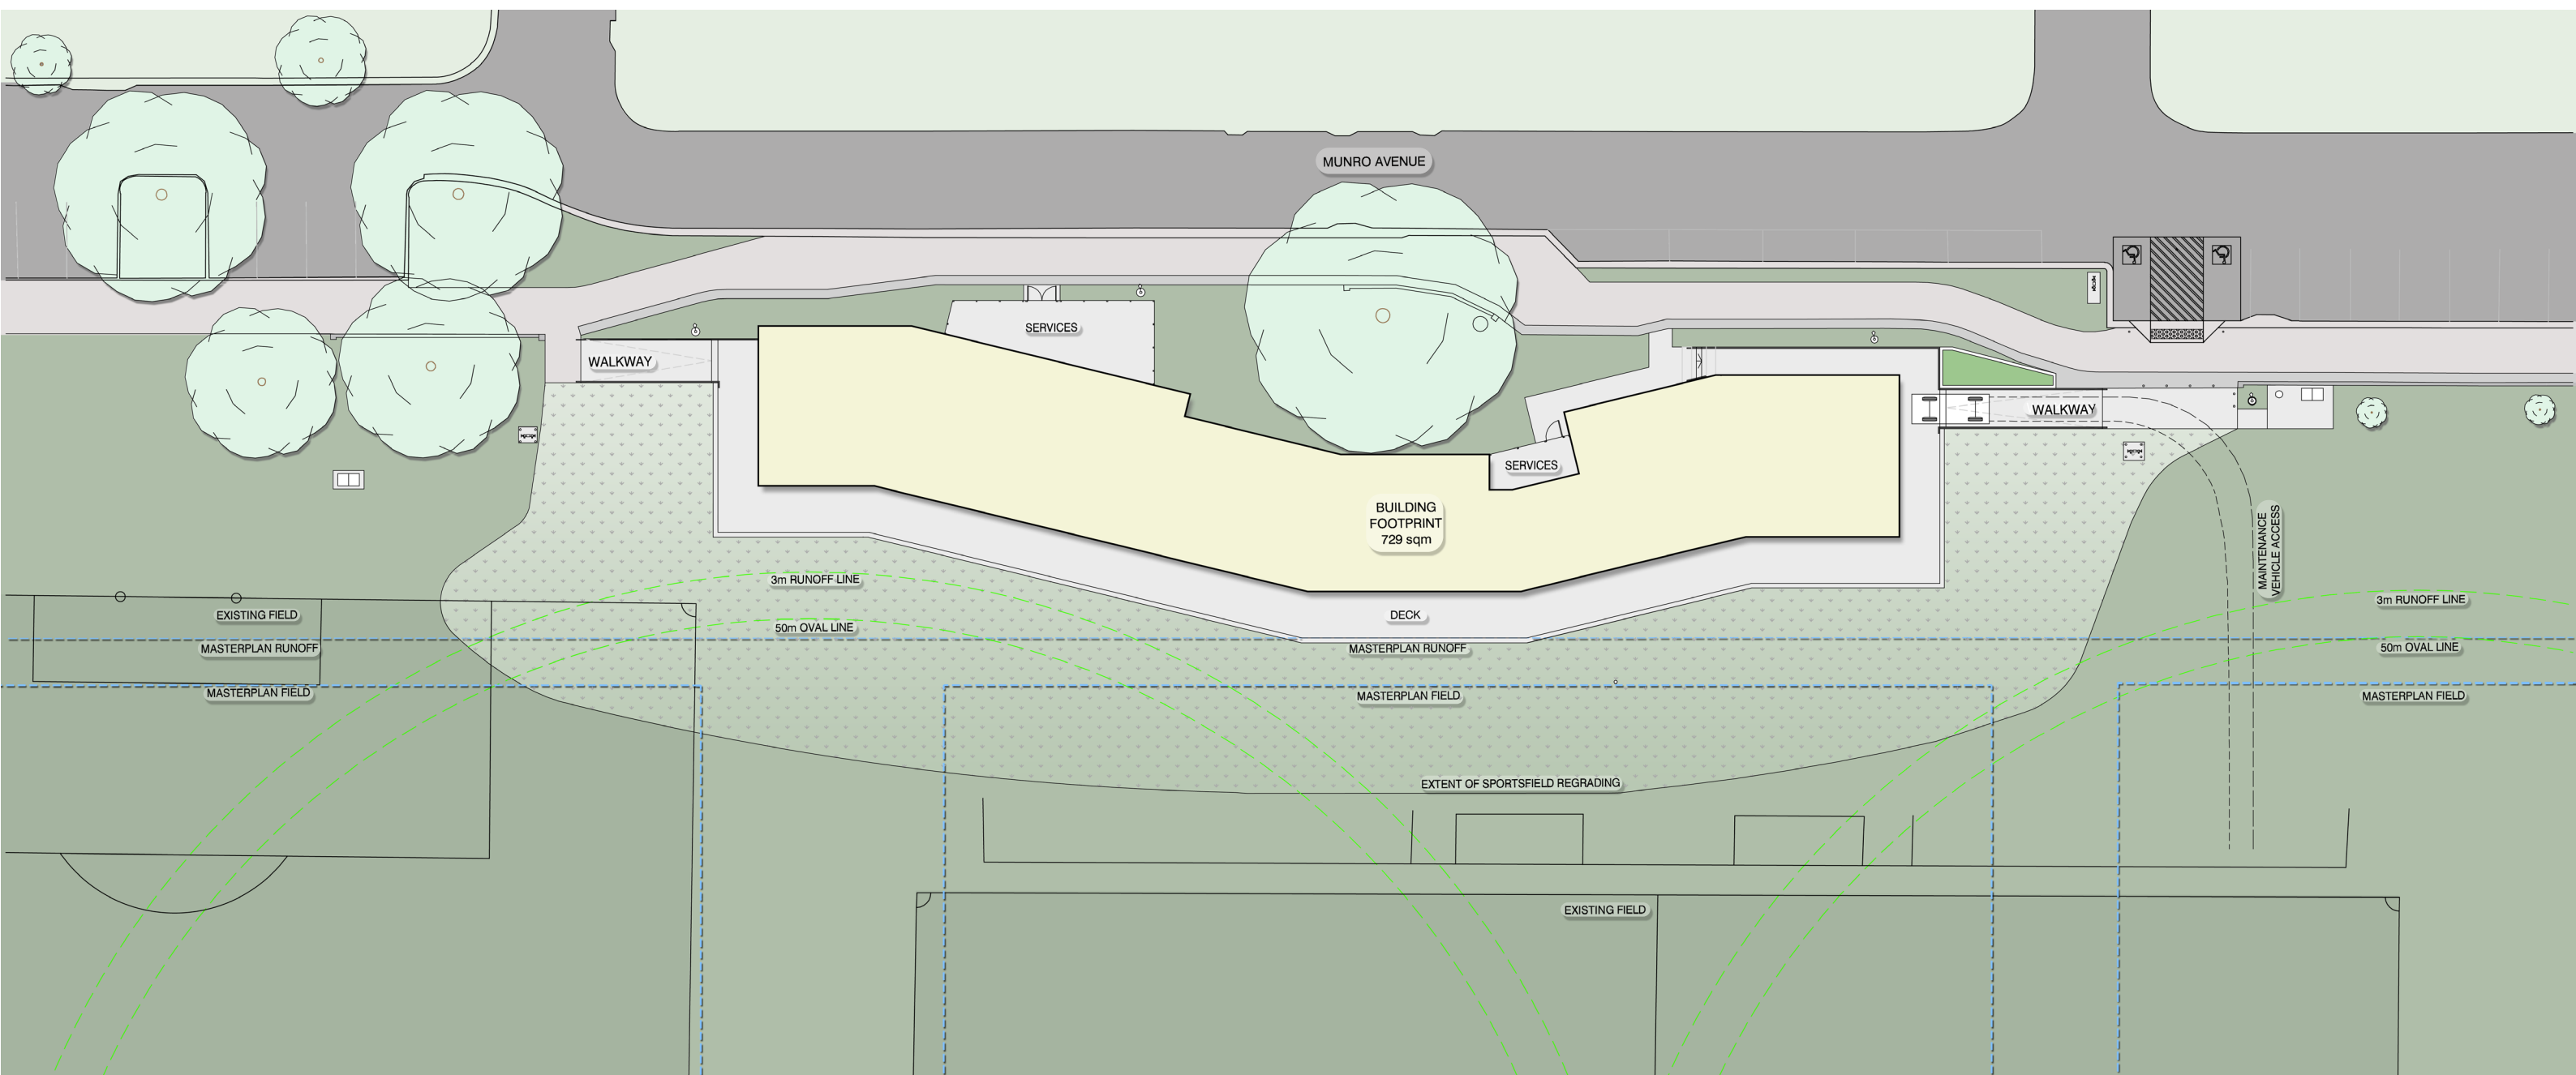 MUNRO AVENUE
SERVICES
WALKWAY
WALKWAY
SERVICES
BUILDING
FOOTPRINT
729 sqm
MAINTENANCE
VEHICLE ACCESS
3m RUNOFF LINE
3m RUNOFF LINE
EXISTING FIELD
DECK
50m OVAL LINE
MASTERPLAN RUNOFF
MASTERPLAN RUNOFF
50m OVAL LINE
MASTERPLAN FIELD
MASTERPLAN FIELD
MASTERPLAN FIELD
EXTENT OF SPORTSFIELD REGRADING
EXISTING FIELD